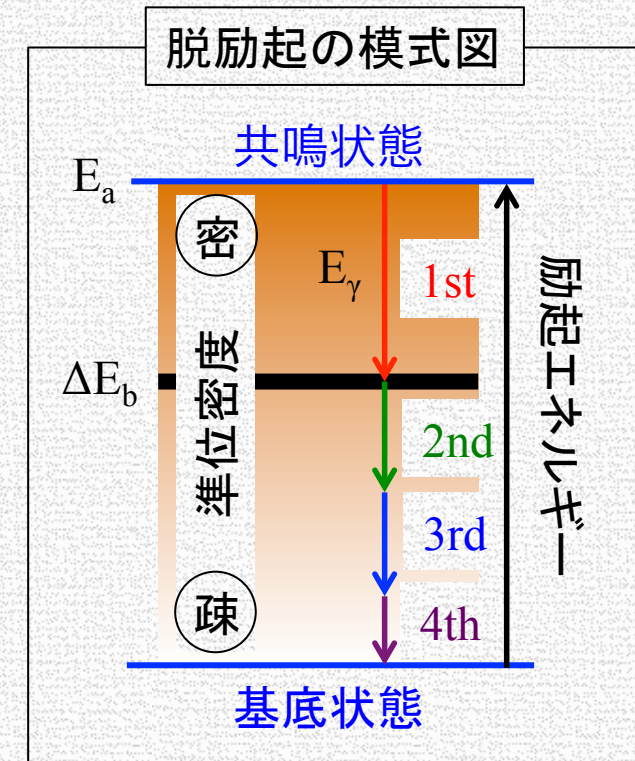 脱励起の模式図
共鳴状態
Ea
密
Eγ
1st
励起エネルギー
ΔEb
準位密度
2nd
3rd
疎
4th
基底状態